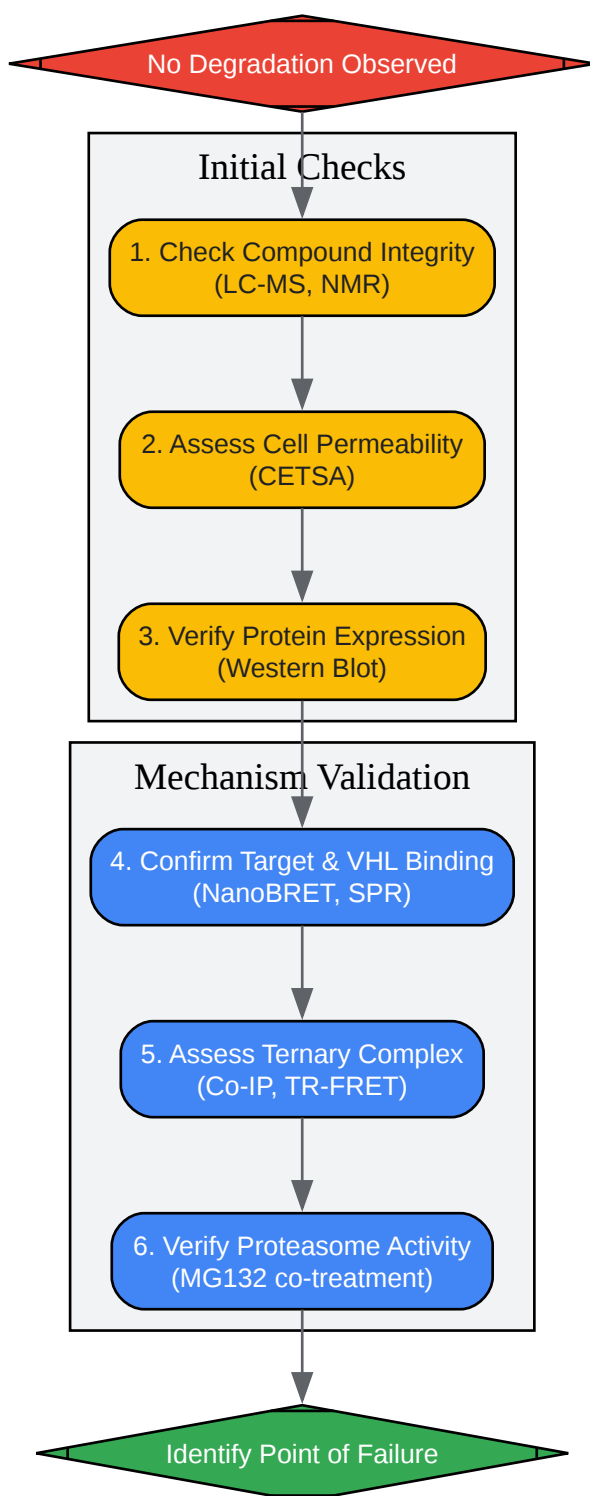 No Degradation Observed
Initial Checks
1. Check Compound Integrity
(LC-MS, NMR)
2. Assess Cell Permeability
(CETSA)
3. Verify Protein Expression
(Western Blot)
Mechanism Validation
4. Confirm Target & VHL Binding
(NanoBRET, SPR)
5. Assess Ternary Complex
(Co-IP, TR-FRET)
6. Verify Proteasome Activity
(MG132 co-treatment)
Identify Point of Failure